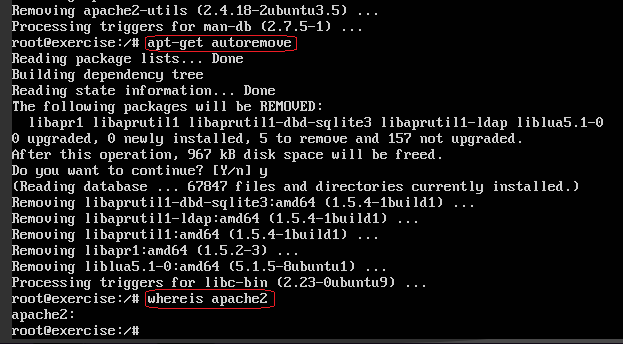 Removing apache2-utils (2.4.18-2ubuntu3.5) ...
Processing triggers for man-db (2.7.5-1) ...
root@exercise:/# apt-get autoremove
Reading package lists... Done
Building dependency tree
Reading state information... Done
The following packages will be REMOVED:
  libapr1 libaprutil1 libaprutil1-dbd-sqlite3 libaprutil1-ldap liblua5.1-0
0 upgraded, 0 newly installed, 5 to remove and 157 not upgraded.
After this operation, 967 kB disk space will be freed.
Do you want to continue? [Y/n] y
(Reading database ... 67847 files and directories currently installed.)
Removing libaprutil1-dbd-sqlite3:amd64 (1.5.4-1build1) ...
Removing libaprutil1-ldap:amd64 (1.5.4-1build1) ...
Removing libaprutil1:amd64 (1.5.4-1build1) ...
Removing libapr1:amd64 (1.5.2-3) ...
Removing liblua5.1-0:amd64 (5.1.5-8ubuntu1) ...
Processing triggers for libc-bin (2.23-0ubuntu9) ...
root@exercise:/# whereis apache2
apache2:
root@exercise:/#